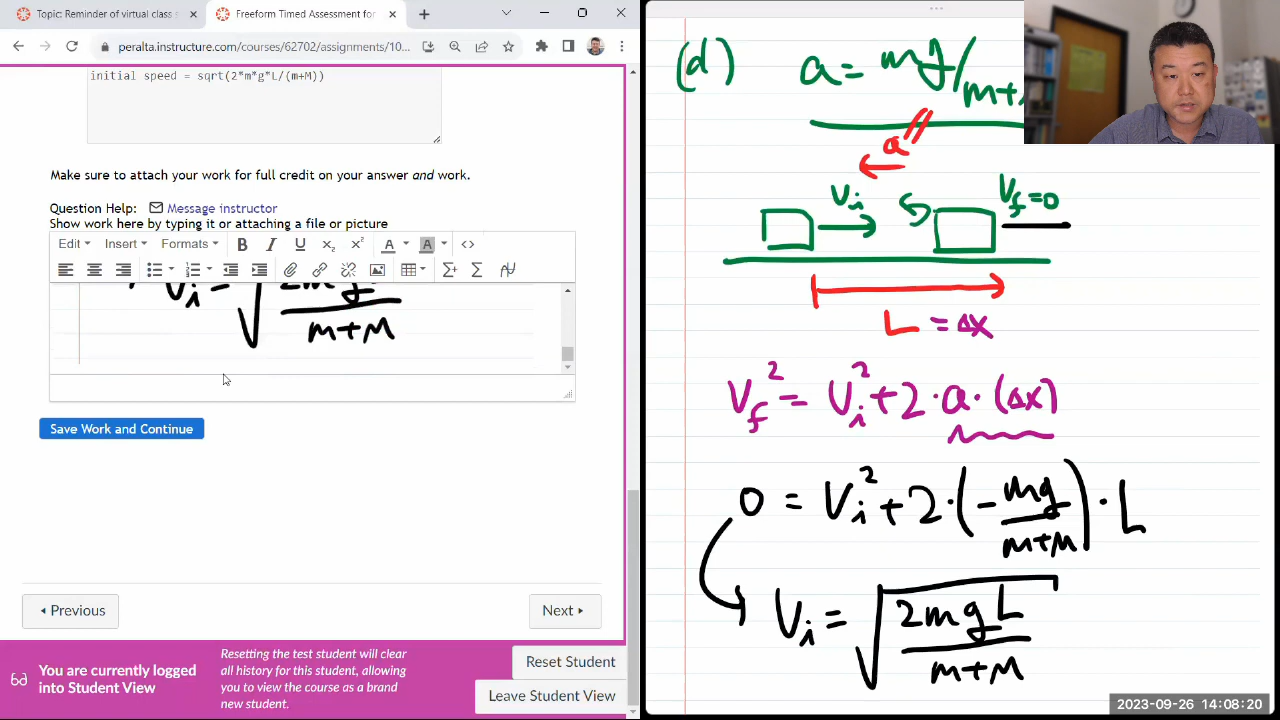 Topic: Reminder of virtual class
Freeform Timed Assessment for
peralta.instructure.com/courses/62702/assignments/10...
initial speed = sqrt(2*m*g*L/(m+M))
Make sure to attach work for full credit on your answer and work.
Question Help: Message instructor
Show work here by typing it or attaching a file or picture
Edit Insert Formats B I U x₂ x² A A <>
Vi = √
m+M
Save Work and Continue
Previous
Next
You are currently logged into Student View
Resetting the test student will clear
all history for this student, allowing
you to view the course as a brand
new student.
Reset Student
Leave Student View
(d) a = mg/m+
a
Vi
Vf=0
L = Δx
Vf² = Vi² + 2·a·(Δx)
0 = Vi² + 2·(-mg/m+M)·L
Vi = √2mgL/m+M
2023-09-26 14:08:20